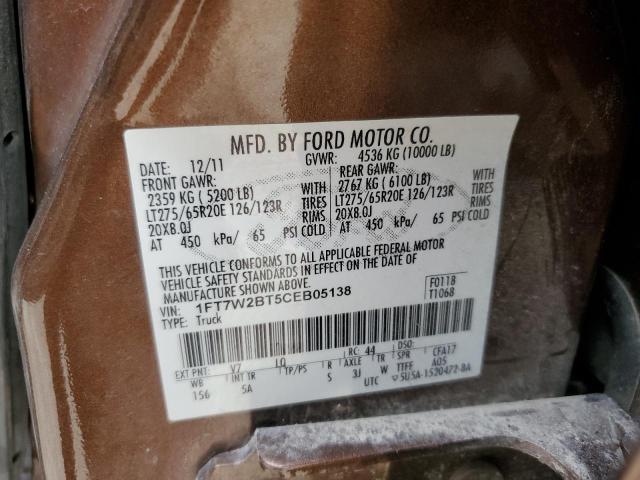 MFD. BY FORD MOTOR CO.
DATE: 12/11 GVWR: 4536 KG (10000 LB)
FRONT GAWR: REAR GAWR:
2359 KG ( 5200 LB) WITH 2767 KG ( 6100 LB) WITH
LT275/65R20E 126/123R TIRES LT275/65R20E 126/123R TIRES
20X8.0J RIMS 20X8.0J RIMS
AT 450 kPa/ 65 PSI COLD AT 450 kPa/ 65 PSI COLD
THIS VEHICLE CONFORMS TO ALL APPLICABLE FEDERAL MOTOR
VEHICLE SAFETY STANDARDS IN EFFECT ON THE DATE OF
MANUFACTURE SHOWN ABOVE.
VIN: 1FT7W2BT5CEB05138 F0118
TYPE: Truck T1068
EXT PNT: V7 LQ RC: 44 DSO:
WB INT TR TP/PS R AXLE TR SPR CFA17
156 5A S 3J W TTFF A05
UTC ▽ 5U5A-1520472-BA